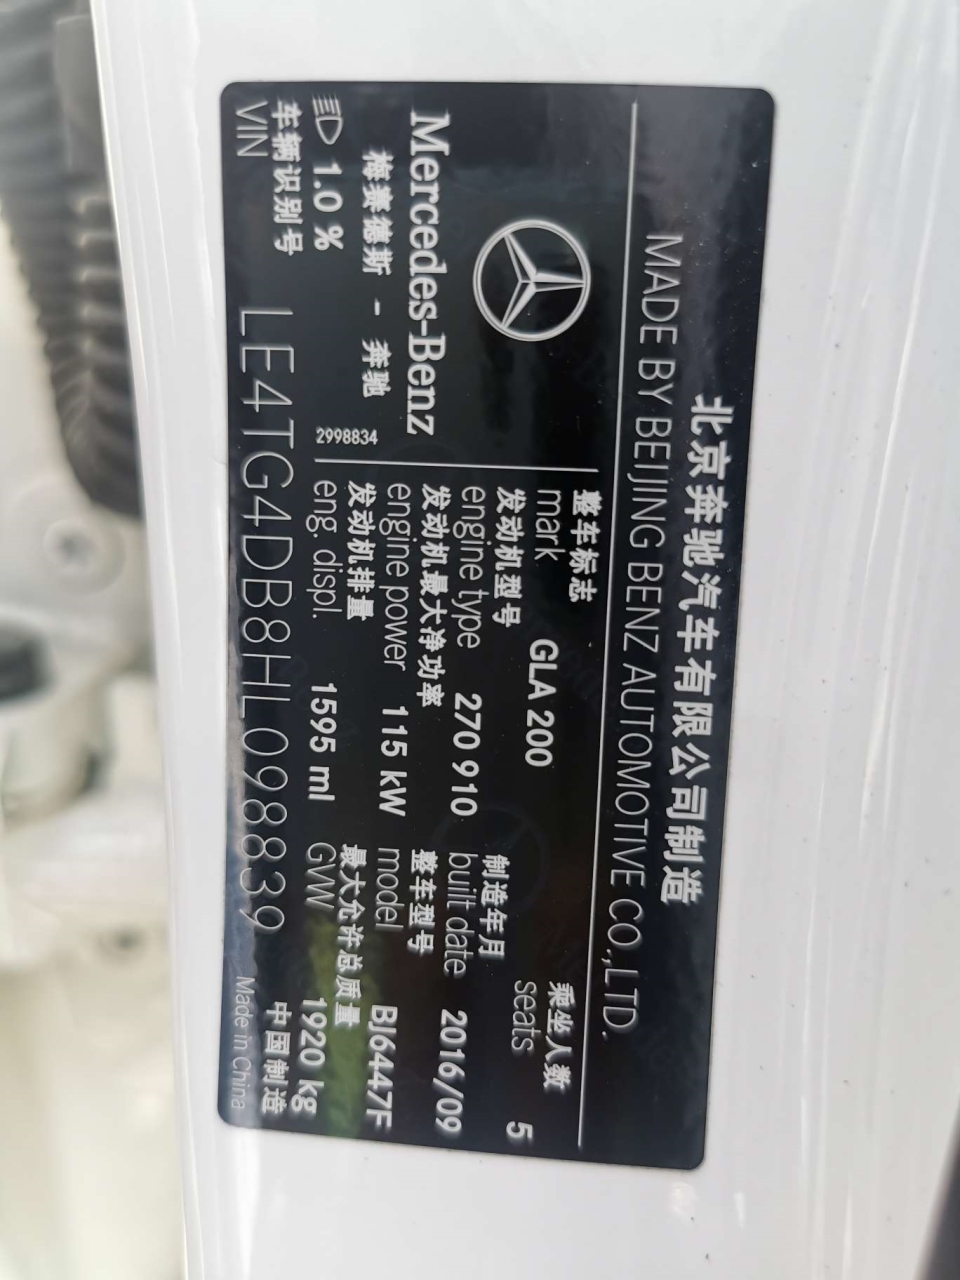 北京奔驰汽车有限公司制造
MADE BY BEIJING BENZ AUTOMOTIVE CO.,LTD.
Mercedes-Benz
梅赛德斯 - 奔驰
1.0 %
2998834
整车标志
mark GLA 200
乘坐人数
seats 5
发动机型号
engine type 270 910
制造年月
built date 2016/09
发动机最大净功率
engine power 115 kW
整车型号
model BJ6447F
发动机排量
eng. displ. 1595 ml
最大允许总质量
GVW 1920 kg
车辆识别号
VIN LE4TG4DB8HL098839
中国制造
Made in China